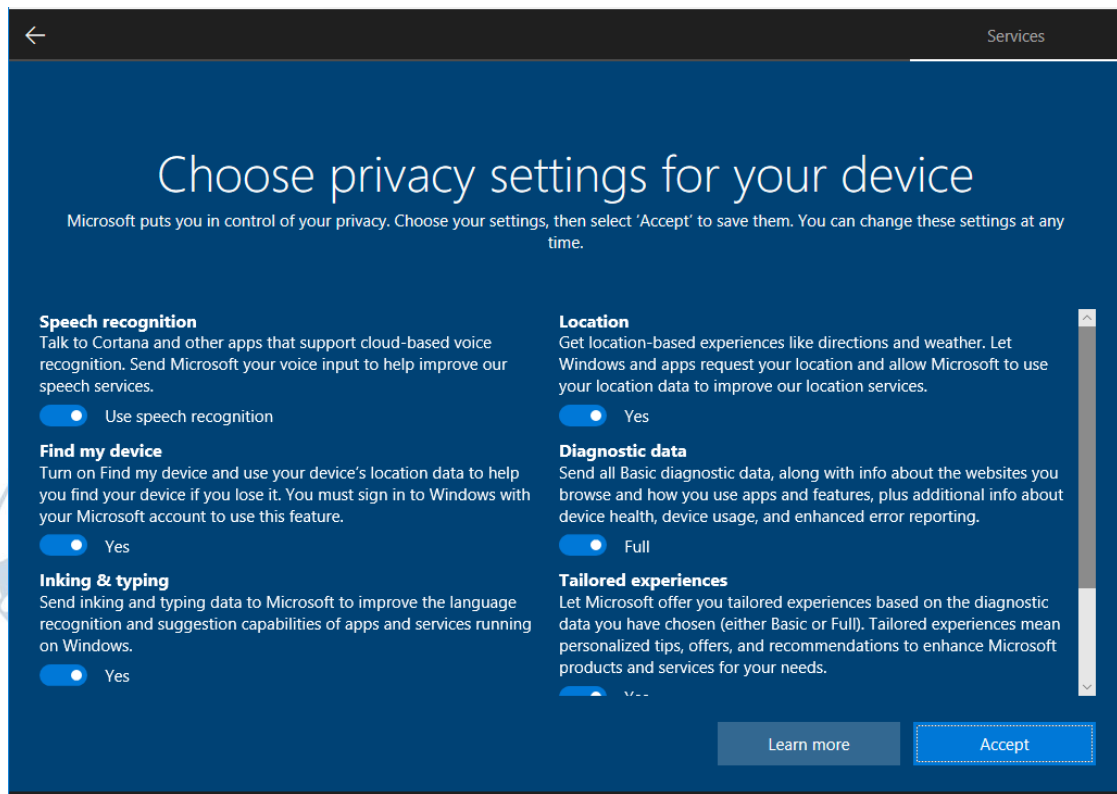 Services
Choose privacy settings for your device
Microsoft puts you in control of your privacy. Choose your settings, then select ‘Accept’ to save them. You can change these settings at any
time.
Speech recognition
Talk to Cortana and other apps that support cloud-based voice
recognition. Send Microsoft your voice input to help improve our
speech services.
Use speech recognition
Find my device
Turn on Find my device and use your device’s location data to help
you find your device if you lose it. You must sign in to Windows with
your Microsoft account to use this feature.
Yes
Inking & typing
Send inking and typing data to Microsoft to improve the language
recognition and suggestion capabilities of apps and services running
on Windows.
Yes
Location
Get location-based experiences like directions and weather. Let
Windows and apps request your location and allow Microsoft to use
your location data to improve our location services.
Yes
Diagnostic data
Send all Basic diagnostic data, along with info about the websites you
browse and how you use apps and features, plus additional info about
device health, device usage, and enhanced error reporting.
Full
Tailored experiences
Let Microsoft offer you tailored experiences based on the diagnostic
data you have chosen (either Basic or Full). Tailored experiences mean
personalized tips, offers, and recommendations to enhance Microsoft
products and services for your needs.
Learn more
Accept